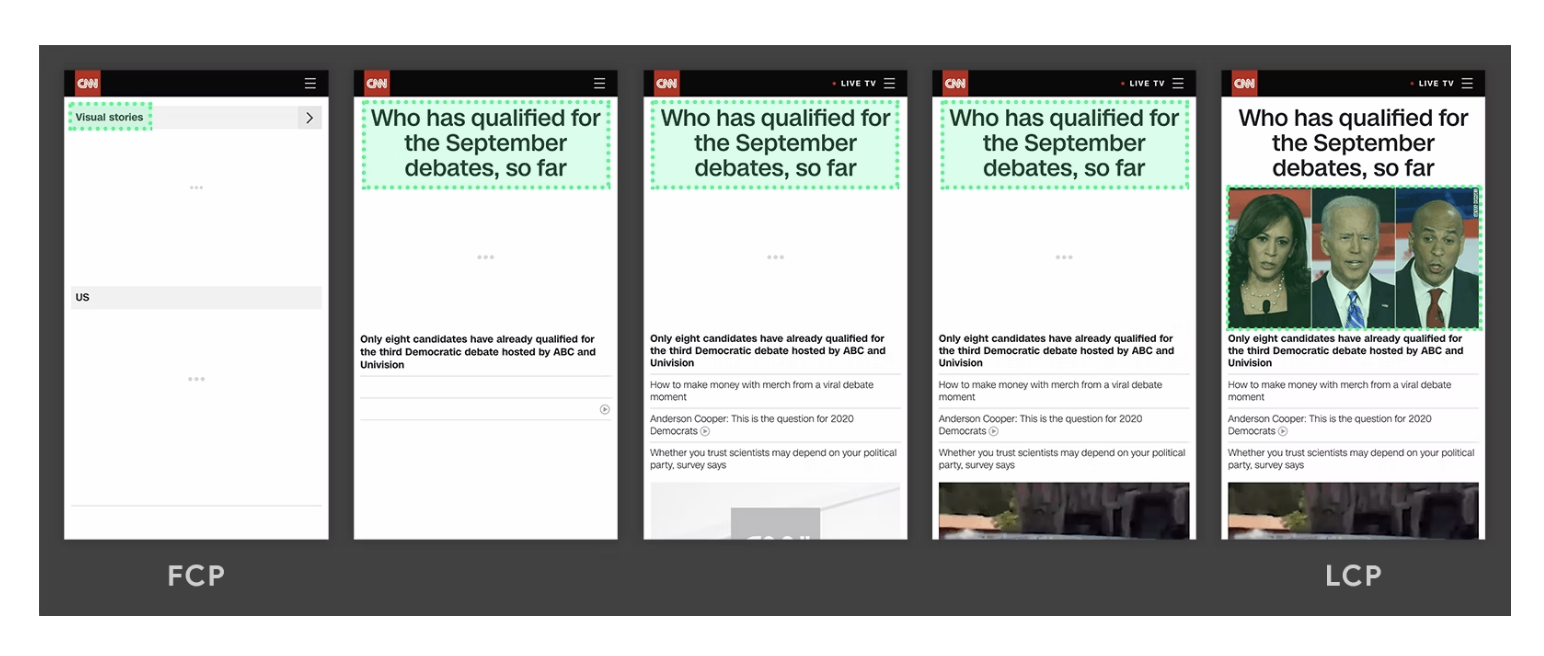 CNN
Visual stories
US
CNN
Who has qualified for
the September
debates, so far
Only eight candidates have already qualified for
the third Democratic debate hosted by ABC and
Univision
CNN
LIVE TV
Who has qualified for
the September
debates, so far
Only eight candidates have already qualified for
the third Democratic debate hosted by ABC and
Univision
How to make money with merch from a viral debate
moment
Anderson Cooper: This is the question for 2020
Democrats
Whether you trust scientists may depend on your political
party, survey says
CNN
LIVE TV
Who has qualified for
the September
debates, so far
Only eight candidates have already qualified for
the third Democratic debate hosted by ABC and
Univision
How to make money with merch from a viral debate
moment
Anderson Cooper: This is the question for 2020
Democrats
Whether you trust scientists may depend on your political
party, survey says
CNN
LIVE TV
Who has qualified for
the September
debates, so far
Only eight candidates have already qualified for
the third Democratic debate hosted by ABC and
Univision
How to make money with merch from a viral debate
moment
Anderson Cooper: This is the question for 2020
Democrats
Whether you trust scientists may depend on your political
party, survey says
FCP
LCP